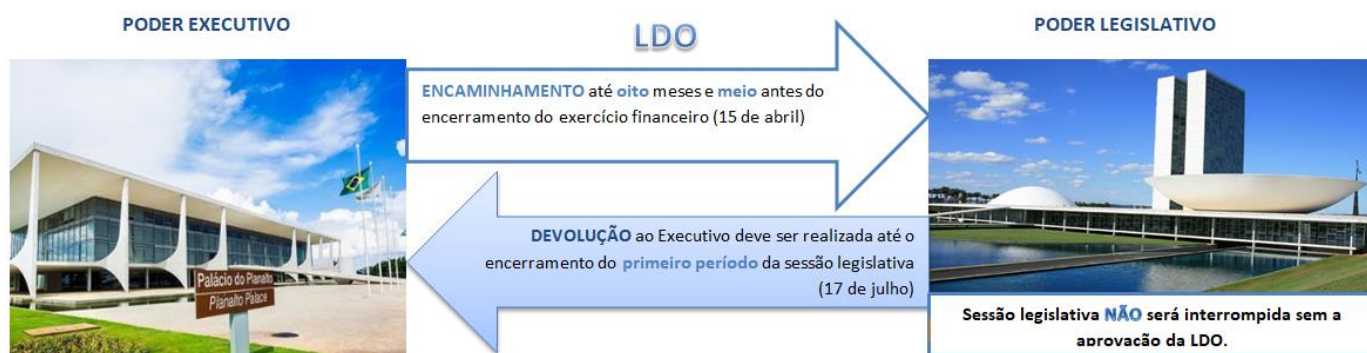 PODER EXECUTIVO
LDO
PODER LEGISLATIVO
ENCAMINHAMENTO até oito meses e meio antes do
encerramento do exercício financeiro (15 de abril)
DEVOLUÇÃO ao Executivo deve ser realizada até o
encerramento do primeiro período da sessão legislativa
(17 de julho)
Palácio do Planalto
Planalto Palace
Sessão legislativa NÃO será interrompida sem a
aprovação da LDO.